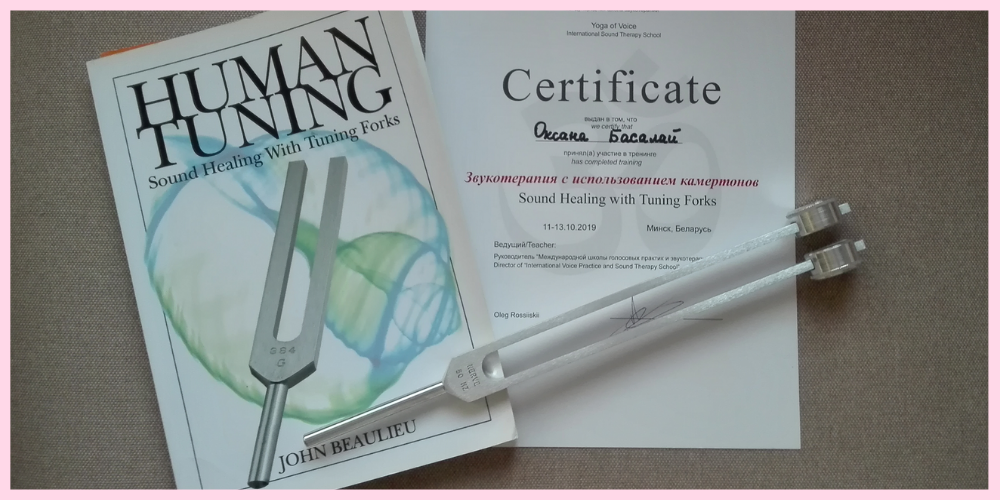 HUMAN
TUNING
Sound Healing With Tuning Forks
384
G
JOHN BEAULIEU
Yoga of Voice
International Sound Therapy School
Certificate
выдан в том, что
we certify that
Оксана Басалай
принял(а) участие в тренинге
has completed training
Звукотерапия с использованием камертонов
Sound Healing with Tuning Forks
11-13.10.2019 Минск. Беларусь
Ведущий/Teacher:
Руководитель "Международной школы голосовых практик и звукотерапии
Director of "International Voice Practice and Sound Therapy School"
Oleg Rossiiskii